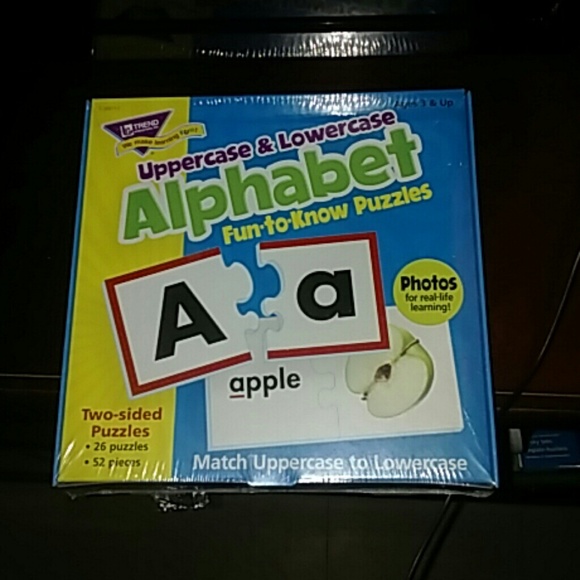 TREND
We make learning fun!
Ages 3 & Up
Uppercase & Lowercase
Alphabet
Fun-to-Know Puzzles
A a
Photos
for real-life
learning!
apple
Two-sided
Puzzles
• 26 puzzles
• 52 pieces
Match Uppercase to Lowercase